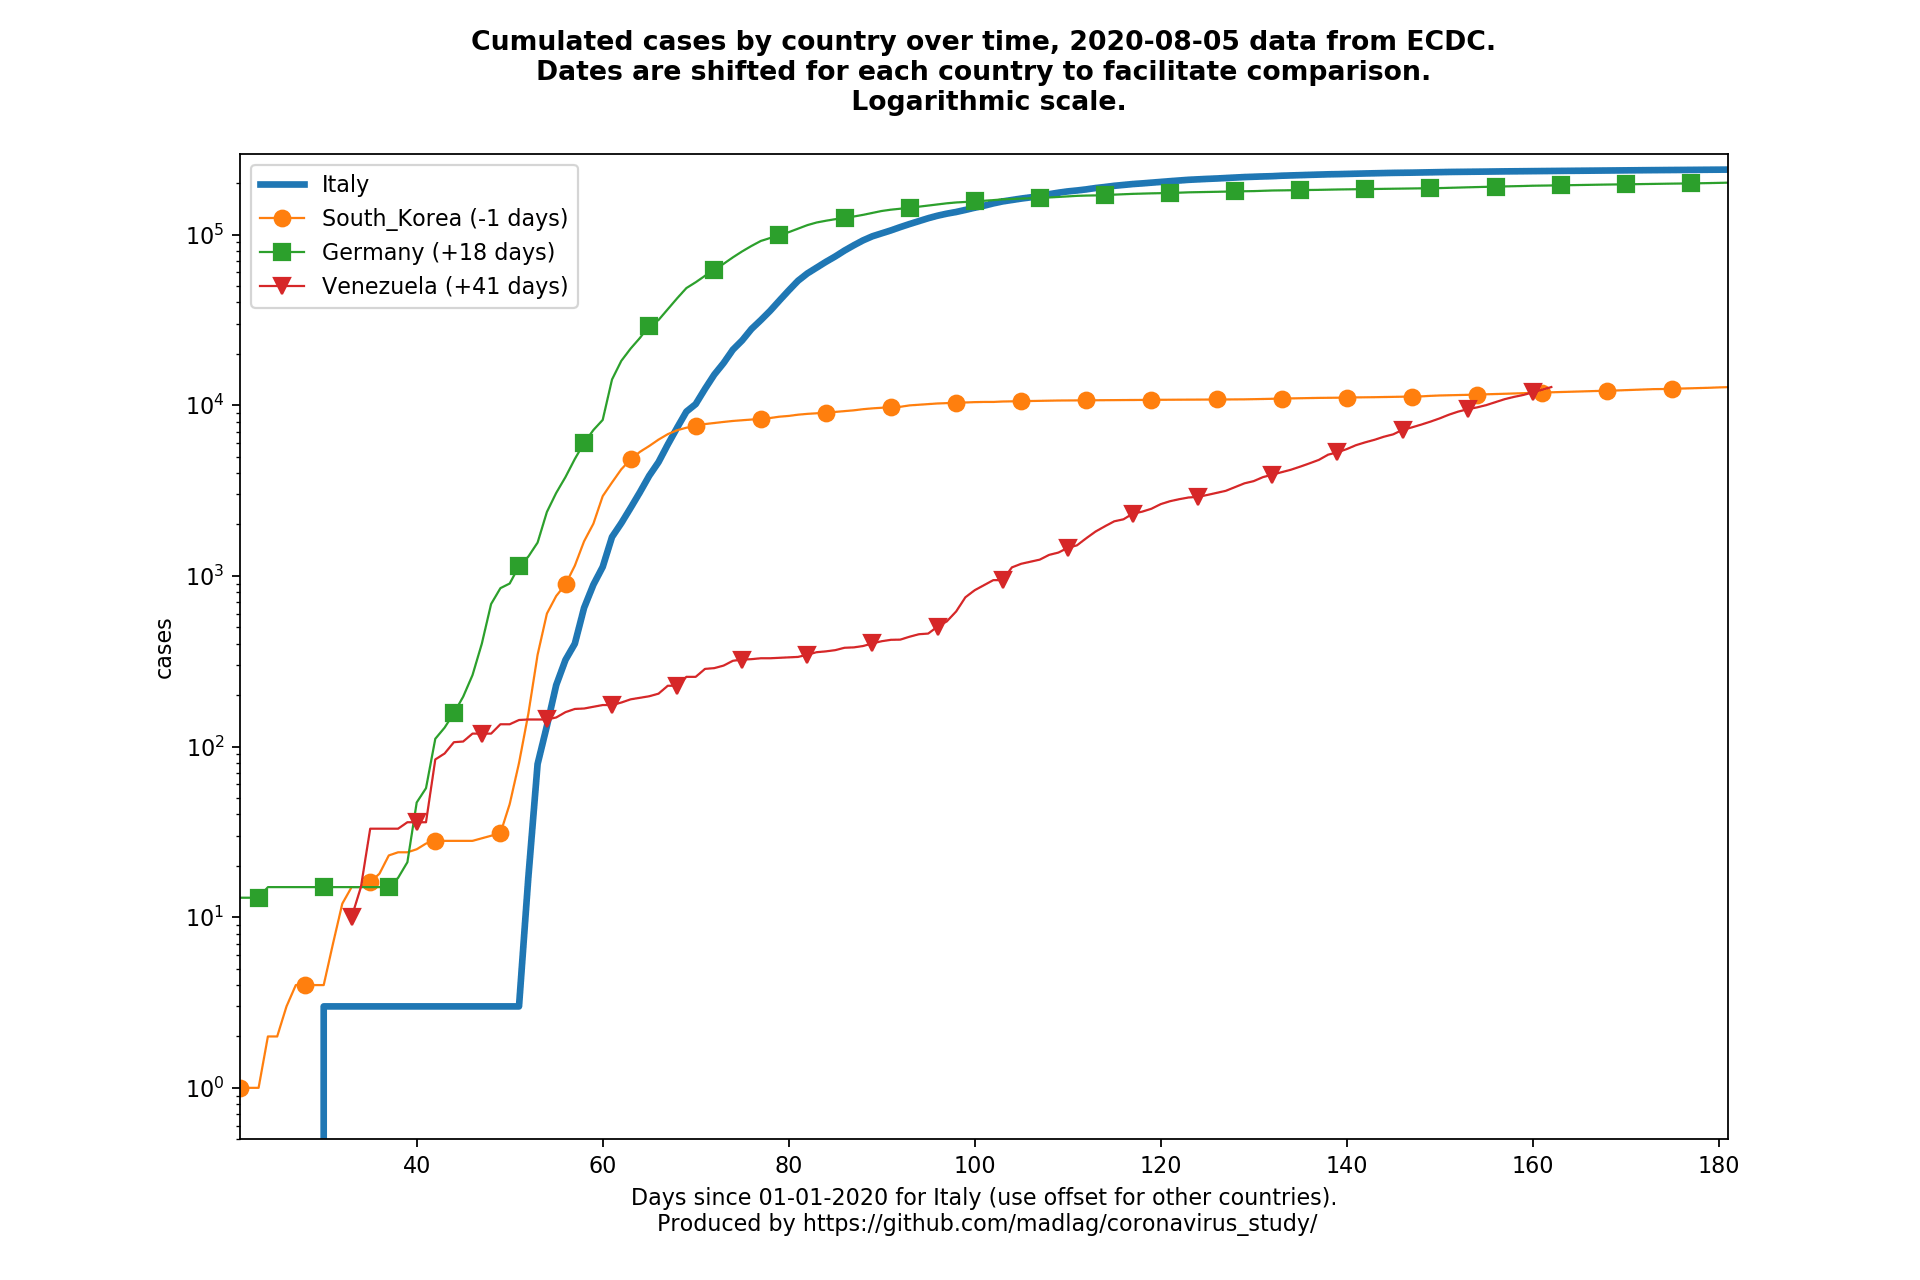 Cumulated cases by country over time, 2020-08-05 data from ECDC.
Dates are shifted for each country to facilitate comparison.
Logarithmic scale.
Italy
South_Korea (-1 days)
Germany (+18 days)
Venezuela (+41 days)
10^5
10^4
10^3
10^2
10^1
10^0
cases
40 60 80 100 120 140 160 180
Days since 01-01-2020 for Italy (use offset for other countries).
Produced by https://github.com/madlag/coronavirus_study/